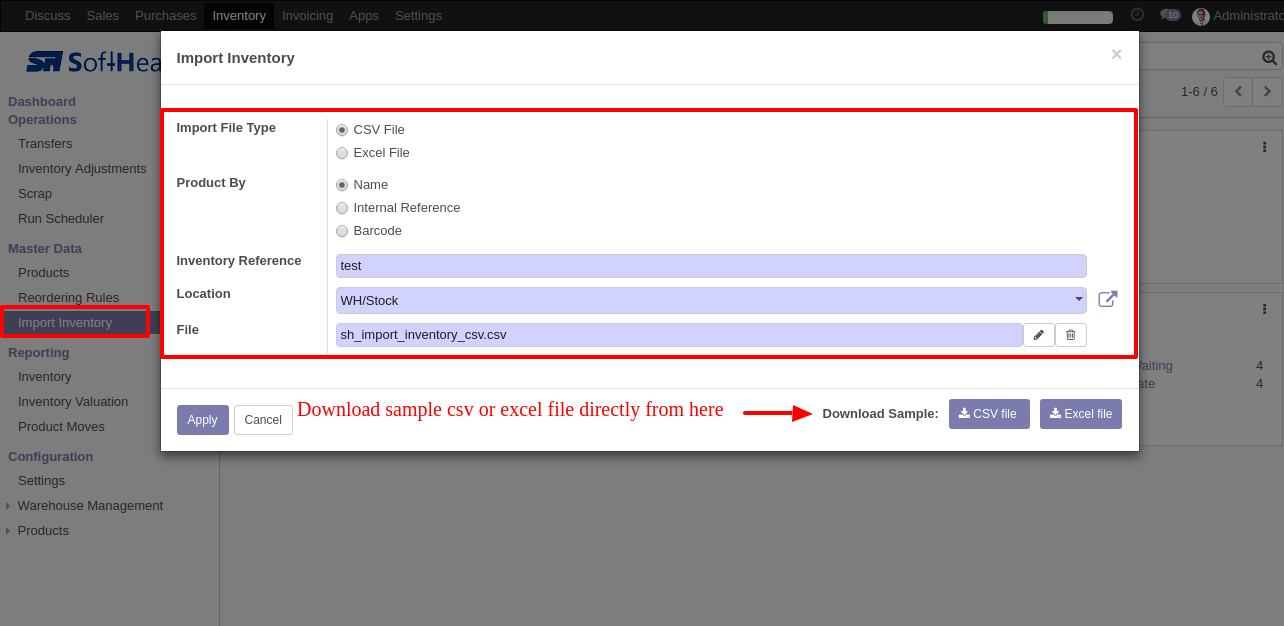 Discuss Sales Purchases Inventory Invoicing Apps Settings 10 Administrato
SoftHea
Import Inventory ×
1-6 / 6
Dashboard
Operations
Transfers
Inventory Adjustments
Scrap
Run Scheduler
Master Data
Products
Reordering Rules
Import Inventory
Reporting
Inventory
Inventory Valuation
Product Moves
Configuration
Settings
Warehouse Management
Products
Import File Type
CSV File
Excel File
Product By
Name
Internal Reference
Barcode
Inventory Reference test
Location WH/Stock
File sh_import_inventory_csv.csv
aiting 4
ate 4
Apply Cancel
Download sample csv or excel file directly from here
Download Sample: CSV file Excel file